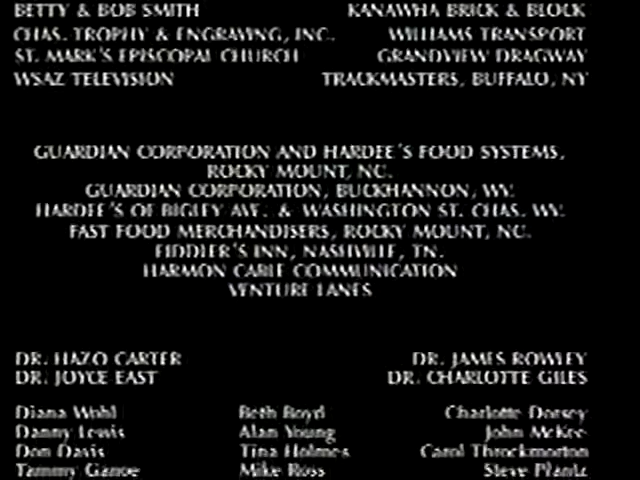 BETTY & BOB SMITH KANAWHA BRICK & BLOCK
CHAS. TROPHY & ENGRAVING, INC. WILLIAMS TRANSPORT
ST. MARK'S EPISCOPAL CHURCH GRANDVIEW DRAGWAY
WSAZ TELEVISION TRACKMASTERS, BUFFALO, NY
GUARDIAN CORPORATION AND HARDEE'S FOOD SYSTEMS,
ROCKY MOUNT, NC.
GUARDIAN CORPORATION, BUCKHANNON, WV.
HARDEE'S OF BIGLEY AVE. & WASHINGTON ST. CHAS. WV.
FAST FOOD MERCHANDISERS, ROCKY MOUNT, NC.
FIDDLER'S INN, NASHVILLE, TN.
HARMON CABLE COMMUNICATION
VENTURE LANES
DR. HAZO CARTER DR. JAMES ROWLEY
DR. JOYCE EAST DR. CHARLOTTE GILES
Diana Wohl Beth Boyd Charlotte Dorsey
Danny Lewis Alan Young John McKee
Don Davis Tina Holmes Carol Throckmorton
Tammy Mike Ross Steve Plantz